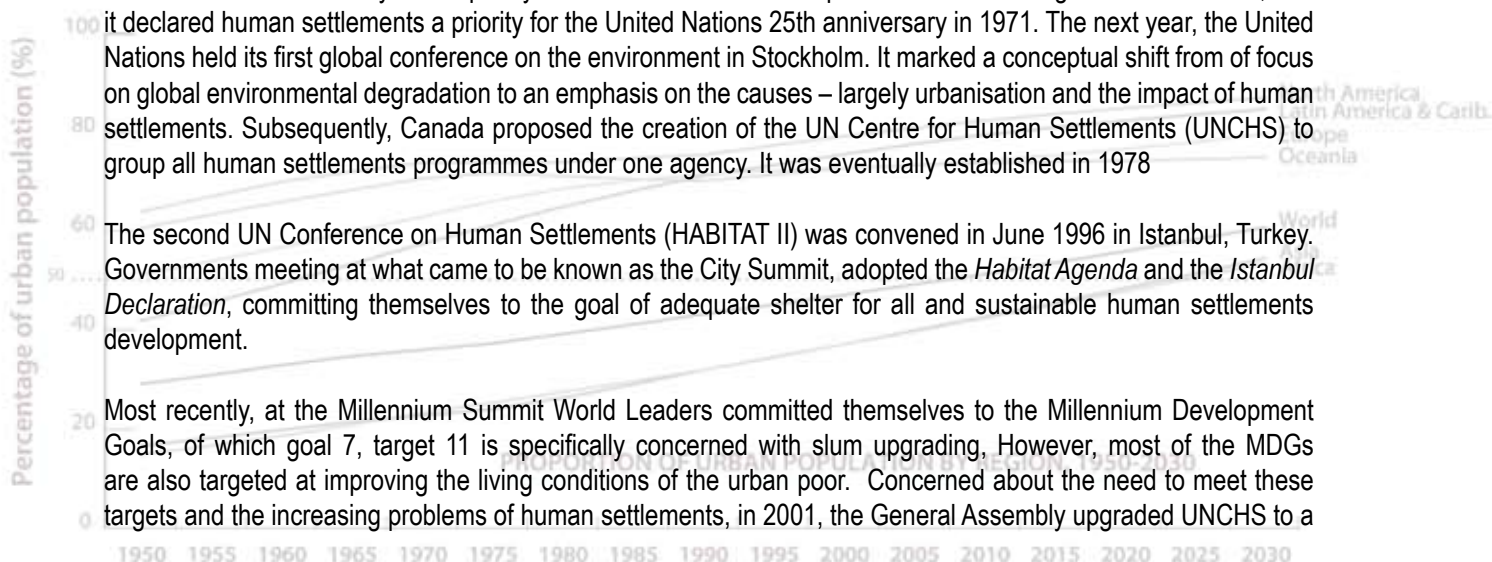 it declared human settlements a priority for the United Nations 25th anniversary in 1971. The next year, the United
Nations held its first global conference on the environment in Stockholm. It marked a conceptual shift from of focus
on global environmental degradation to an emphasis on the causes – largely urbanisation and the impact of human
settlements. Subsequently, Canada proposed the creation of the UN Centre for Human Settlements (UNCHS) to
group all human settlements programmes under one agency. It was eventually established in 1978
The second UN Conference on Human Settlements (HABITAT II) was convened in June 1996 in Istanbul, Turkey.
Governments meeting at what came to be known as the City Summit, adopted the Habitat Agenda and the Istanbul
Declaration, committing themselves to the goal of adequate shelter for all and sustainable human settlements
development.
Most recently, at the Millennium Summit World Leaders committed themselves to the Millennium Development
Goals, of which goal 7, target 11 is specifically concerned with slum upgrading, However, most of the MDGs
are also targeted at improving the living conditions of the urban poor. Concerned about the need to meet these
targets and the increasing problems of human settlements, in 2001, the General Assembly upgraded UNCHS to a
Percentage of urban population (%)
100
80
60
50
40
20
0
North America
Latin America & Carib.
Europe
Oceania
World
Asia
PROPORTION OF URBAN POPULATION BY REGION, 1950-2030
1950 1955 1960 1965 1970 1975 1980 1985 1990 1995 2000 2005 2010 2015 2020 2025 2030